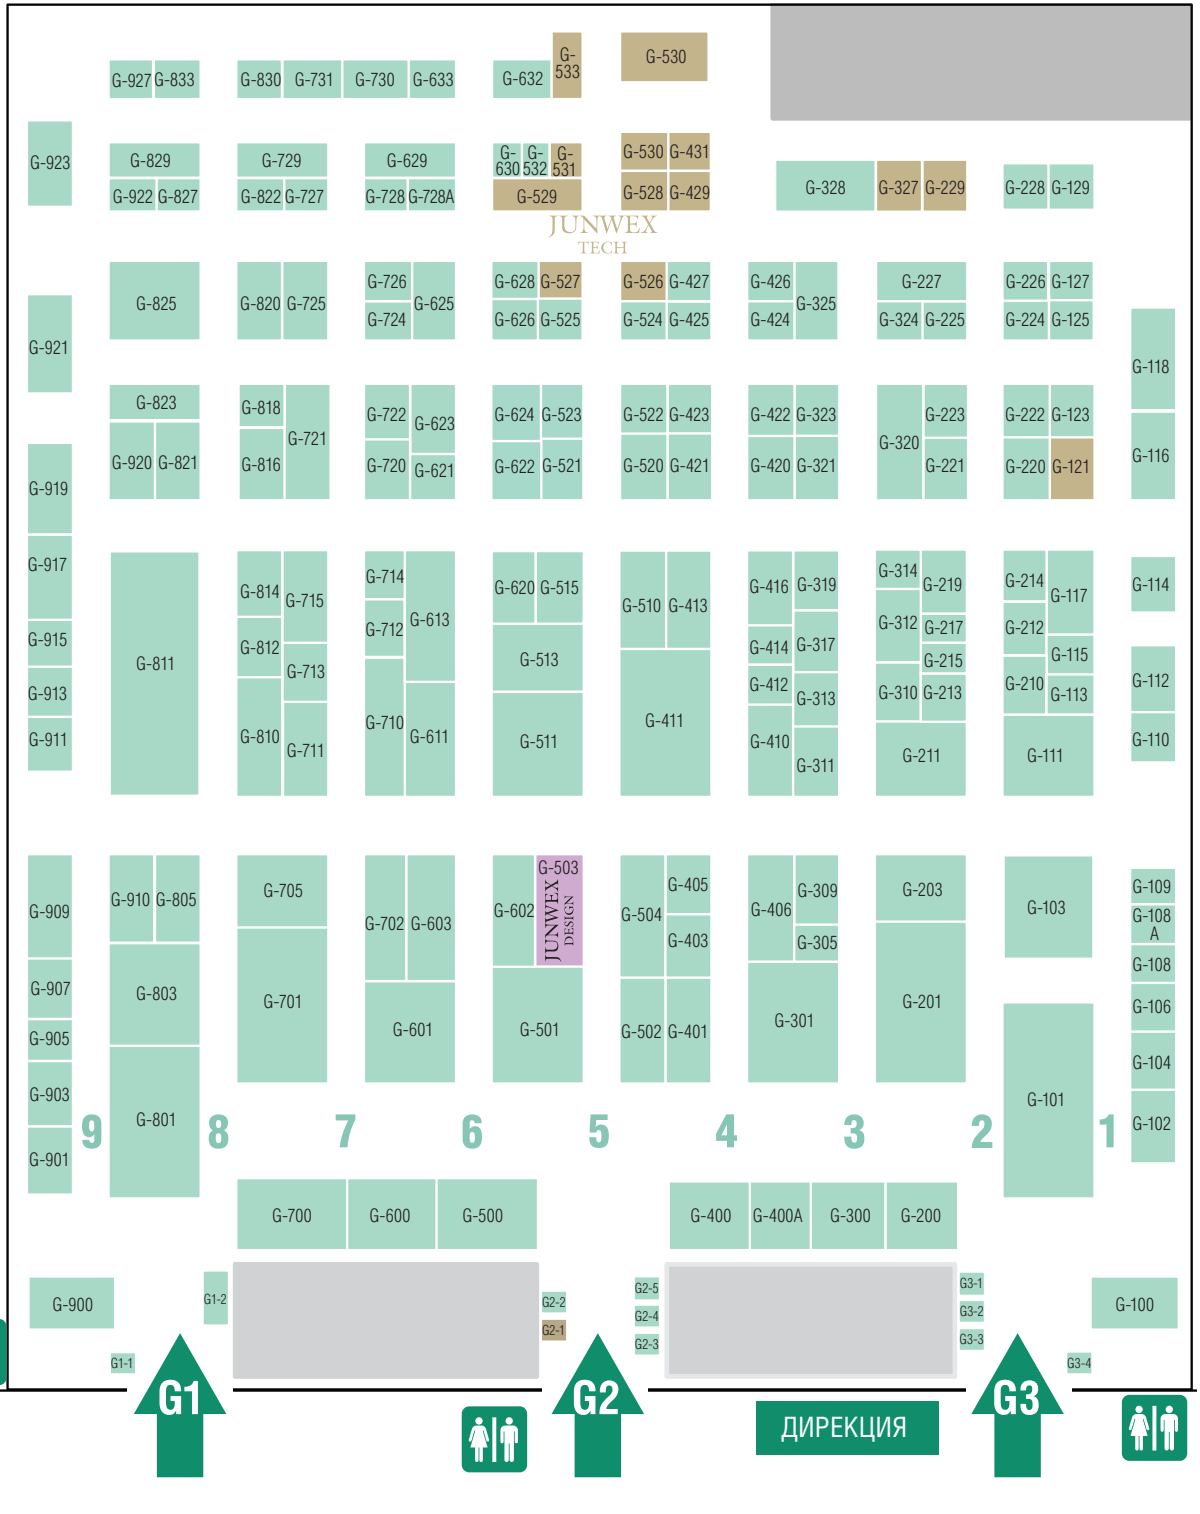 G-533
G-530
G-927 G-833 G-830 G-731 G-730 G-633 G-632
G-923
G-829 G-729 G-629 G-630 G-532 G-531 G-530 G-431
G-922 G-827 G-822 G-727 G-728 G-728A G-529 G-528 G-429 G-328 G-327 G-229 G-228 G-129
JUNWEX
TECH
G-825 G-820 G-725 G-726 G-625 G-628 G-527 G-526 G-427 G-426 G-325 G-227 G-226 G-127
G-724 G-626 G-525 G-524 G-425 G-424 G-324 G-225 G-224 G-125
G-921
G-118
G-823 G-818 G-721 G-722 G-623 G-624 G-523 G-522 G-423 G-422 G-323 G-320 G-223 G-222 G-123
G-920 G-821 G-816 G-720 G-621 G-622 G-521 G-520 G-421 G-420 G-321 G-221 G-220 G-121 G-116
G-919
G-917
G-814 G-715 G-714 G-613 G-620 G-515 G-510 G-413 G-416 G-319 G-314 G-219 G-214 G-117 G-114
G-915 G-812 G-712 G-513 G-414 G-317 G-312 G-217 G-212
G-811 G-713 G-412 G-215 G-115
G-913 G-310 G-213 G-210 G-113 G-112
G-911 G-810 G-711 G-710 G-611 G-511 G-411 G-410 G-313 G-311 G-211 G-111 G-110
G-503
JUNWEX
DESIGN
G-909 G-910 G-805 G-705 G-702 G-603 G-602 G-504 G-405 G-406 G-309 G-203 G-103 G-109
G-108
A
G-403 G-305
G-108
G-907 G-803 G-701 G-106
G-905 G-601 G-501 G-502 G-401 G-301 G-201
G-104
G-903 G-801 G-101 G-102
9 8 7 6 5 4 3 2 1
G-901
G-700 G-600 G-500 G-400 G-400A G-300 G-200
G-900 G1-2 G2-2 G2-5 G3-1 G-100
G2-1 G2-4 G3-2
G1-1 G2-3 G3-3 G3-4
G1 G2 G3
ДИРЕКЦИЯ